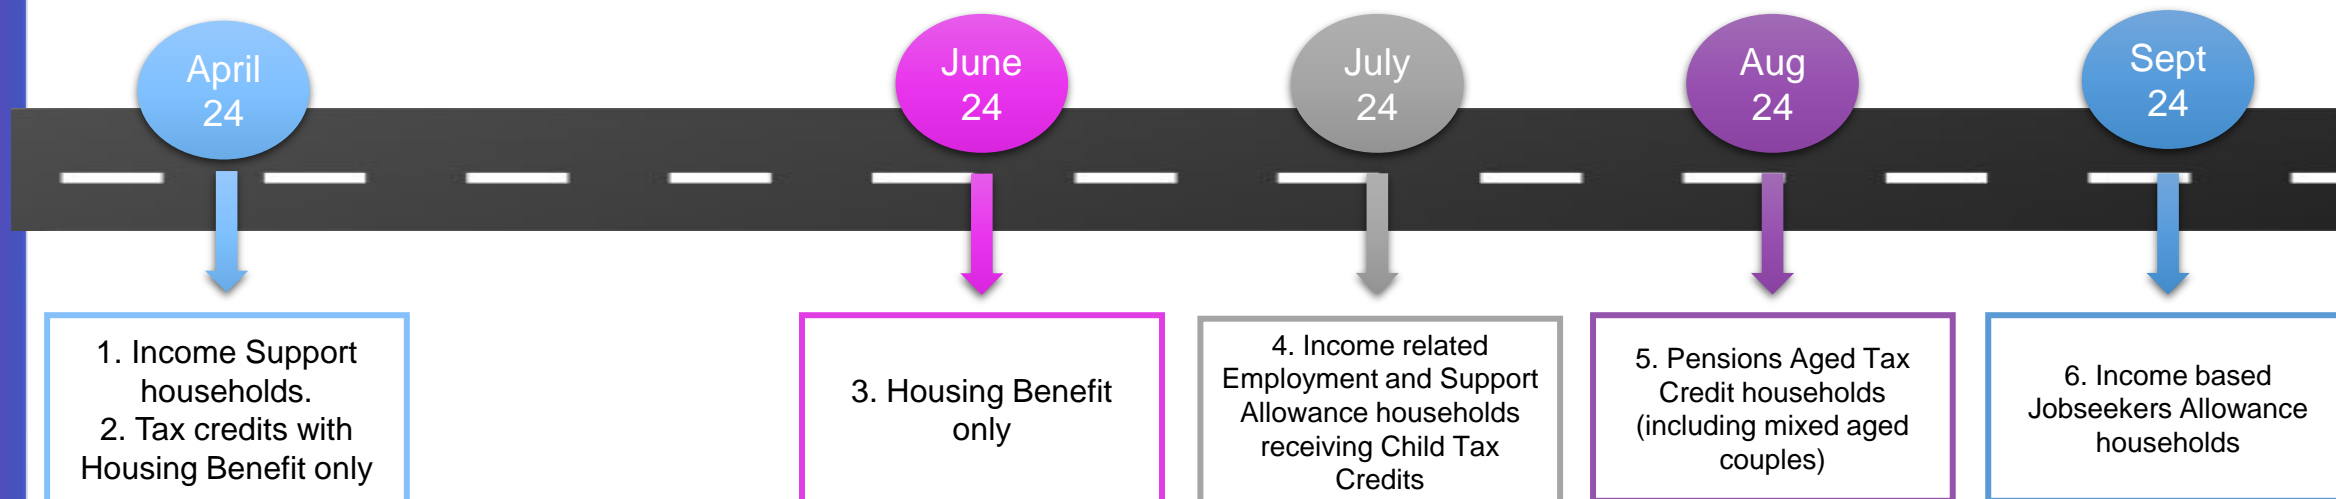 April
24
June
24
July
24
Aug
24
Sept
24
1. Income Support
households.
2. Tax credits with
Housing Benefit only
3. Housing Benefit
only
4. Income related
Employment and Support
Allowance households
receiving Child Tax
Credits
5. Pensions Aged Tax
Credit households
(including mixed aged
couples)
6. Income based
Jobseekers Allowance
households